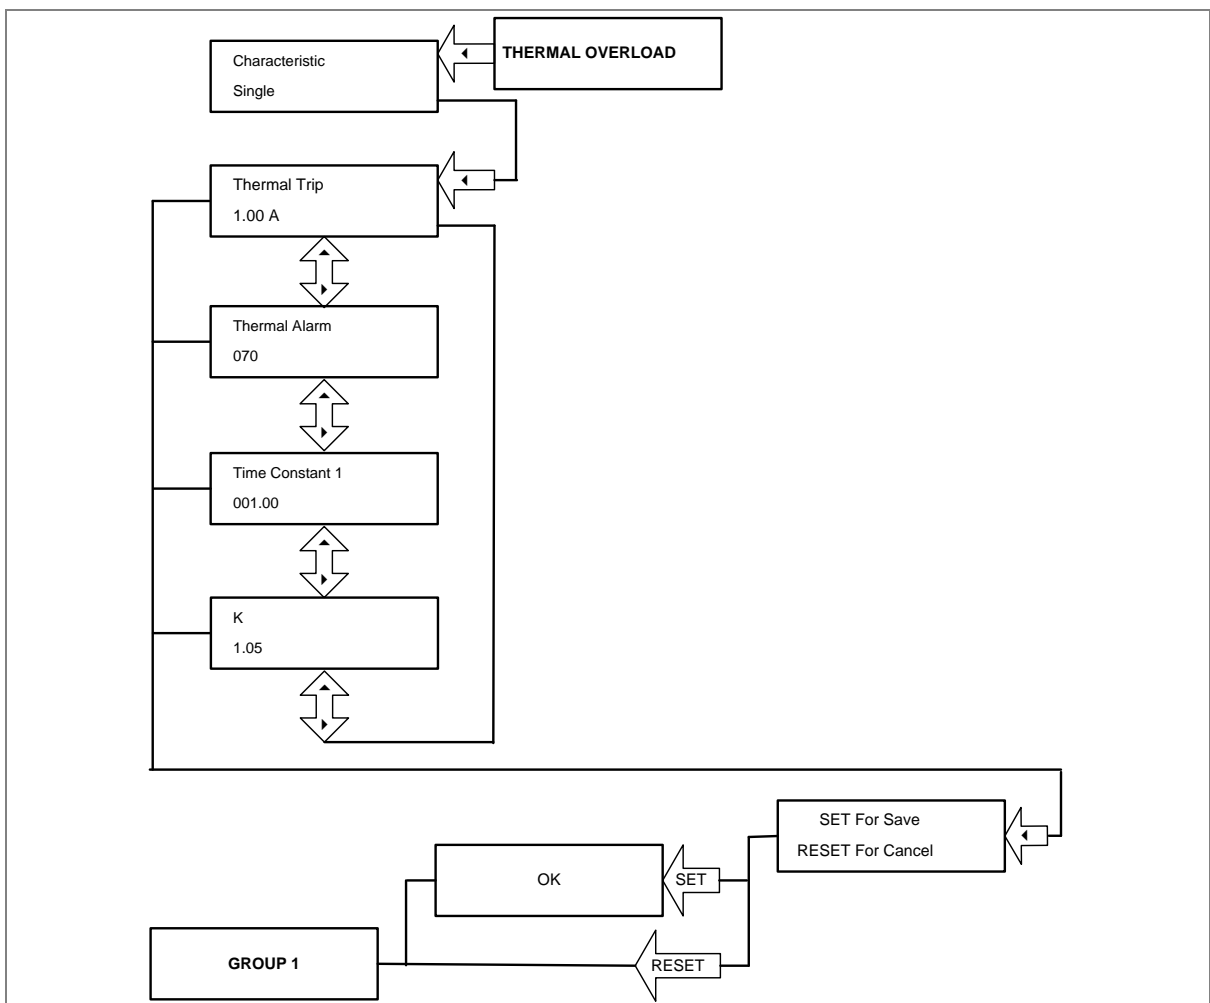 THERMAL OVERLOAD
Characteristic
Single
Thermal Trip
1.00 A
Thermal Alarm
070
Time Constant 1
001.00
K
1.05
SET For Save
RESET For Cancel
OK
SET
GROUP 1
RESET